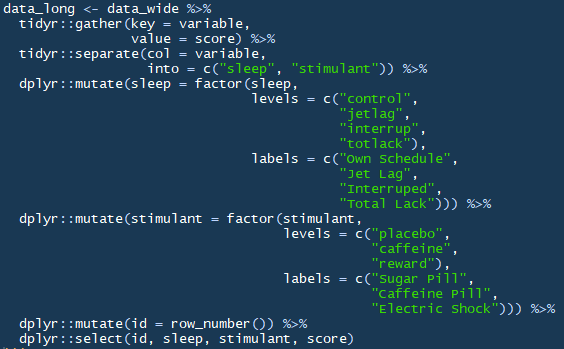 data_long <- data_wide %>%
  tidyr::gather(key = variable,
                value = score) %>%
  tidyr::separate(col = variable,
                  into = c("sleep", "stimulant")) %>%
  dplyr::mutate(sleep = factor(sleep,
                               levels = c("control",
                                          "jetlag",
                                          "interrup",
                                          "totlack"),
                               labels = c("Own Schedule",
                                          "Jet Lag",
                                          "Interruped",
                                          "Total Lack"))) %>%
  dplyr::mutate(stimulant = factor(stimulant,
                                   levels = c("placebo",
                                              "caffeine",
                                              "reward"),
                                   labels = c("Sugar Pill",
                                              "Caffeine Pill",
                                              "Electric Shock"))) %>%
  dplyr::mutate(id = row_number()) %>%
  dplyr::select(id, sleep, stimulant, score)